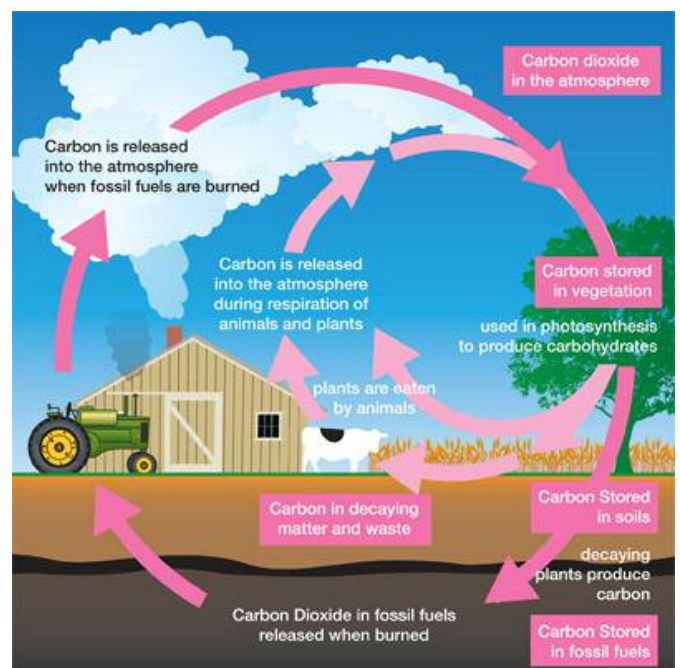 Carbon dioxide
in the atmosphere
Carbon is released
into the atmosphere
when fossil fuels are burned
Carbon is released
into the atmosphere
during respiration of
animals and plants
Carbon stored
in vegetation
used in photosynthesis
to produce carbohydrates
plants are eaten
by animals
Carbon in decaying
matter and waste
Carbon Stored
in soils
decaying
plants produce
carbon
Carbon Dioxide in fossil fuels
released when burned
Carbon Stored
in fossil fuels